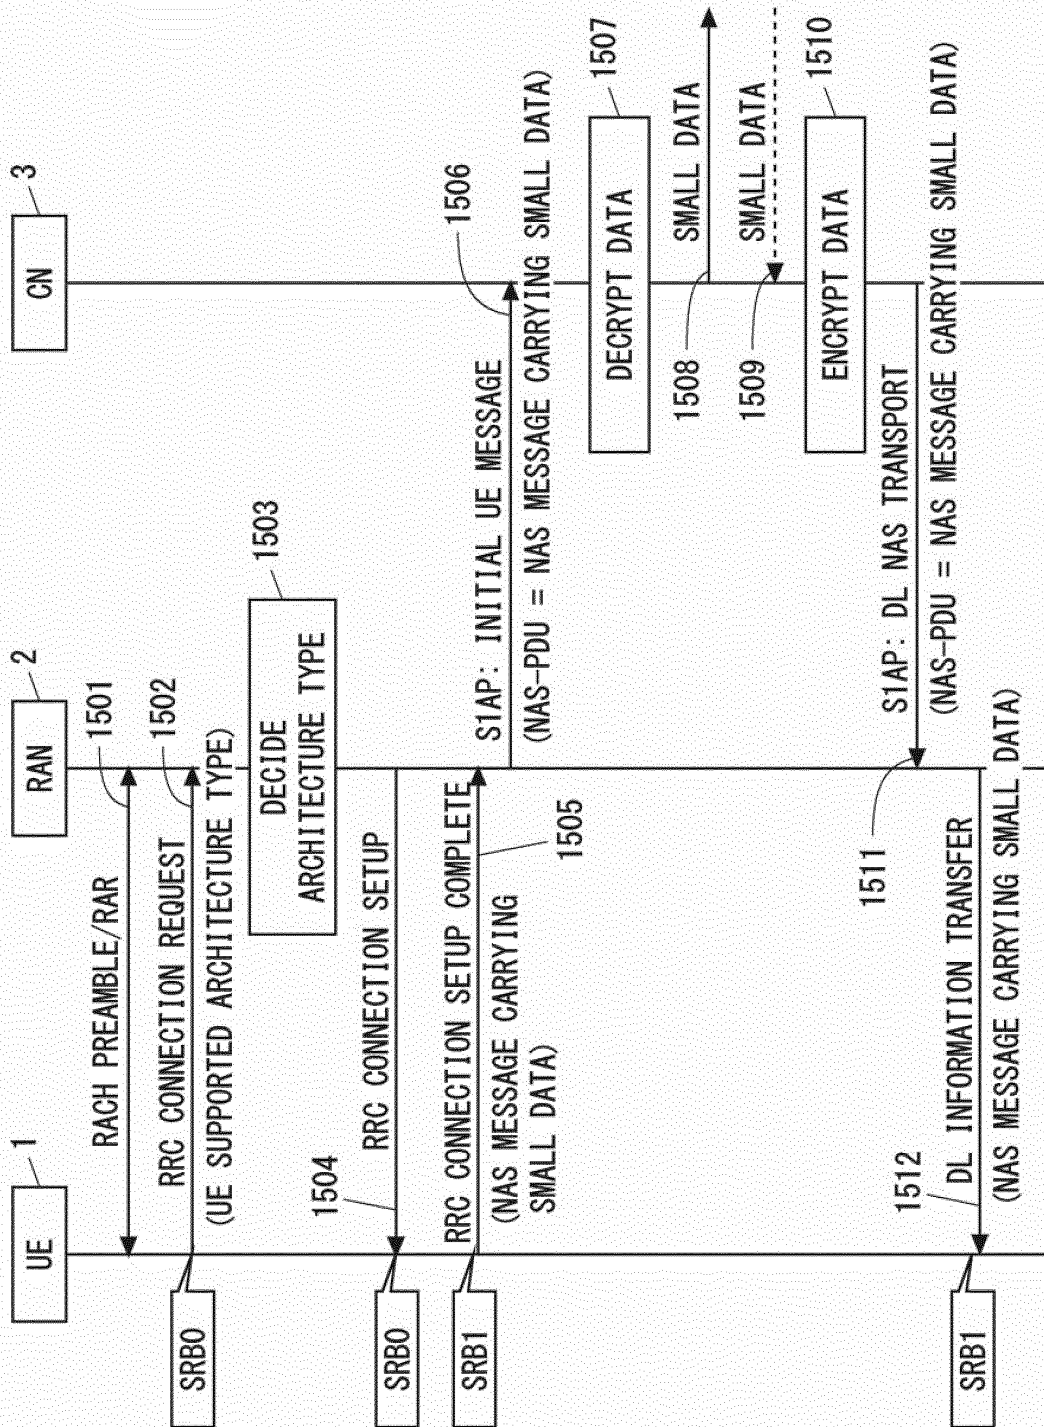 UE
1
RAN
2
CN
3
RACH PREAMBLE/RAR
1501
SRB0
RRC CONNECTION REQUEST
1502
(UE SUPPORTED ARCHITECTURE TYPE)
DECIDE
ARCHITECTURE TYPE
1503
SRB0
1504
RRC CONNECTION SETUP
SRB1
RRC CONNECTION SETUP COMPLETE
(NAS MESSAGE CARRYING
SMALL DATA)
1505
S1AP: INITIAL UE MESSAGE
1506
(NAS-PDU = NAS MESSAGE CARRYING SMALL DATA)
DECRYPT DATA
1507
1508
SMALL DATA
1509
SMALL DATA
ENCRYPT DATA
1510
1511
S1AP: DL NAS TRANSPORT
(NAS-PDU = NAS MESSAGE CARRYING SMALL DATA)
SRB1
1512
DL INFORMATION TRANSFER
(NAS MESSAGE CARRYING SMALL DATA)